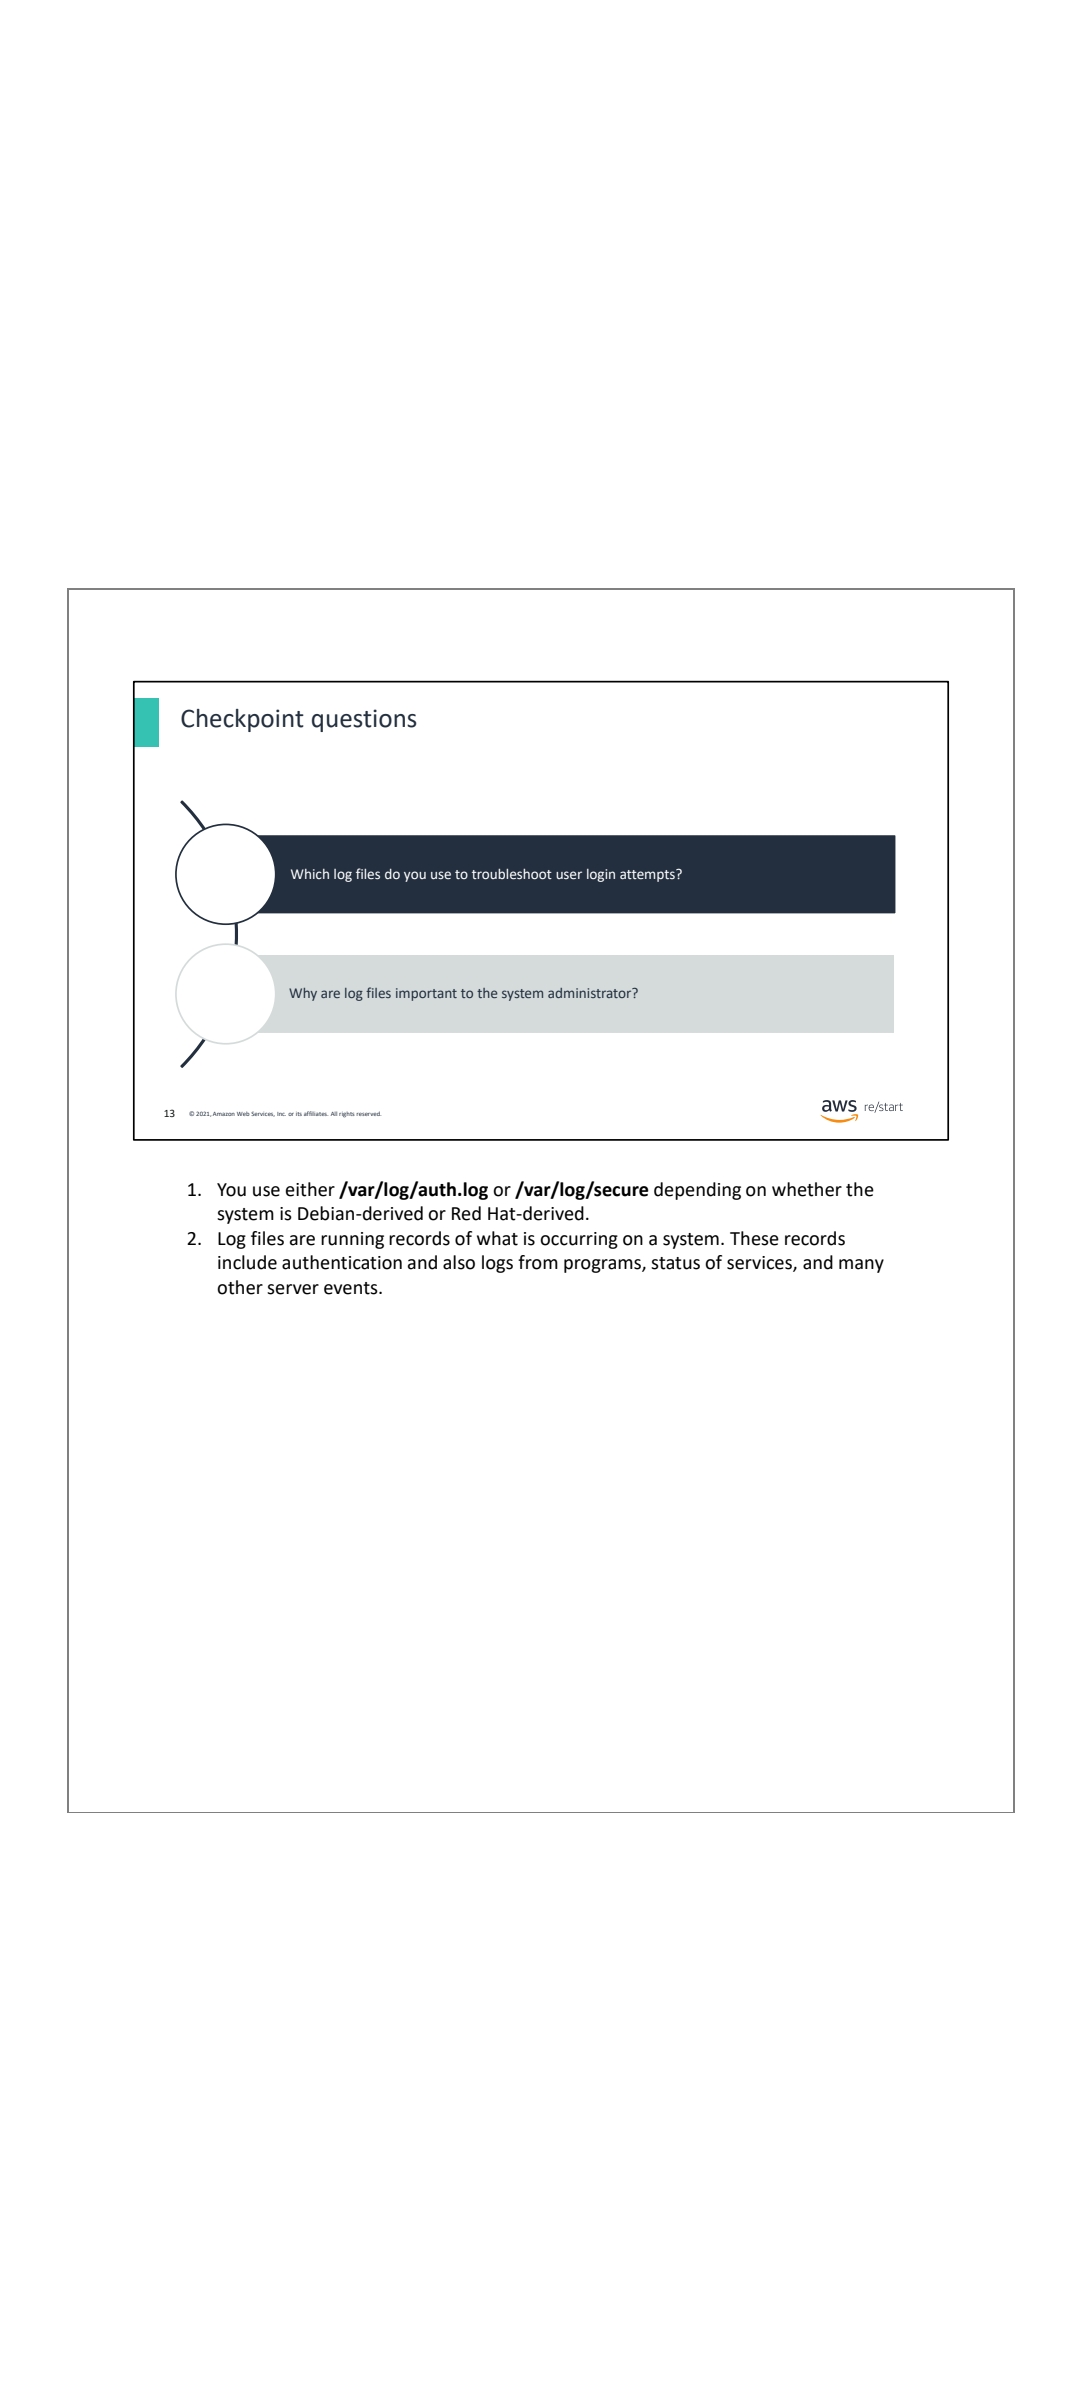 Checkpoint questions
Which log files do you use to troubleshoot user login attempts?
Why are log files important to the system administrator?
13 © 2021, Amazon Web Services, Inc. or its affiliates. All rights reserved.
aws re/start
1. You use either /var/log/auth.log or /var/log/secure depending on whether the
system is Debian-derived or Red Hat-derived.
2. Log files are running records of what is occurring on a system. These records
include authentication and also logs from programs, status of services, and many
other server events.